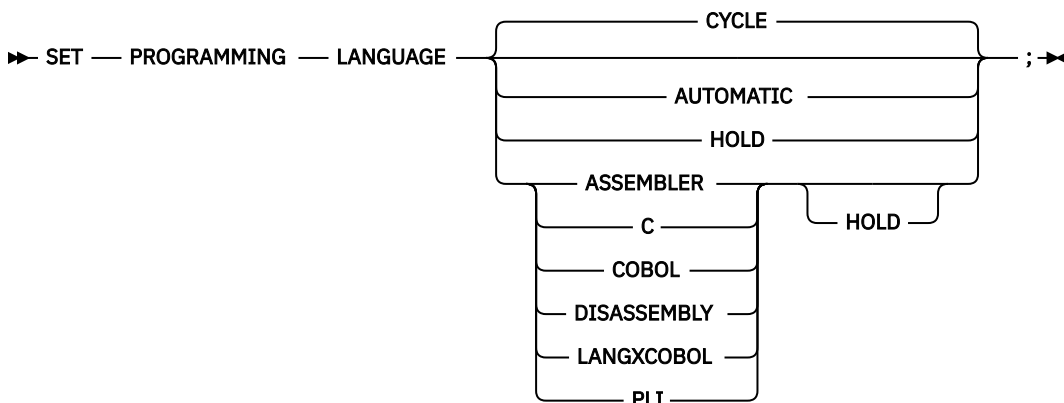 CYCLE
SET PROGRAMMING LANGUAGE ;
AUTOMATIC
HOLD
ASSEMBLER
C HOLD
COBOL
DISASSEMBLY
LANGXCOBOL
PLI